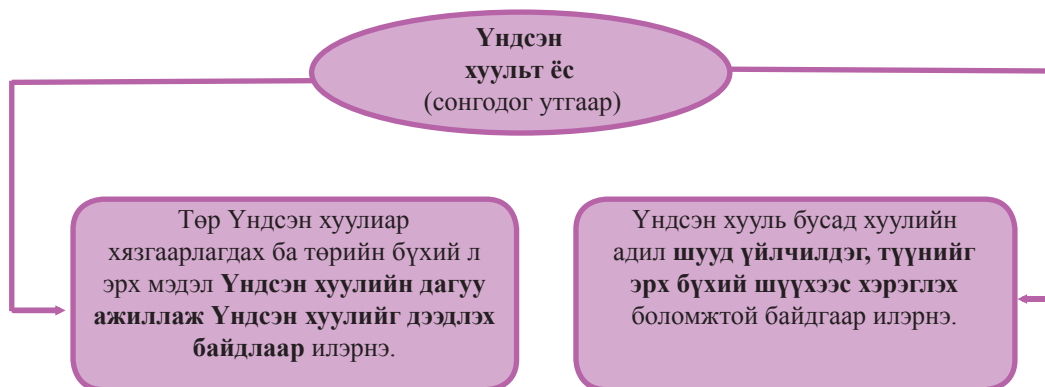 Үндсэн
хуульт ёс
(сонгодог утгаар)
Төр Үндсэн хуулиар
хязгаарлагдах ба төрийн бүхий л
эрх мэдэл Үндсэн хуулийн дагуу
ажиллаж Үндсэн хуулийг дээдлэх
байдлаар илэрнэ.
Үндсэн хууль бусад хуулийн
адил шууд үйлчилдэг, түүнийг
эрх бүхий шүүхээс хэрэглэх
боломжтой байдгаар илэрнэ.